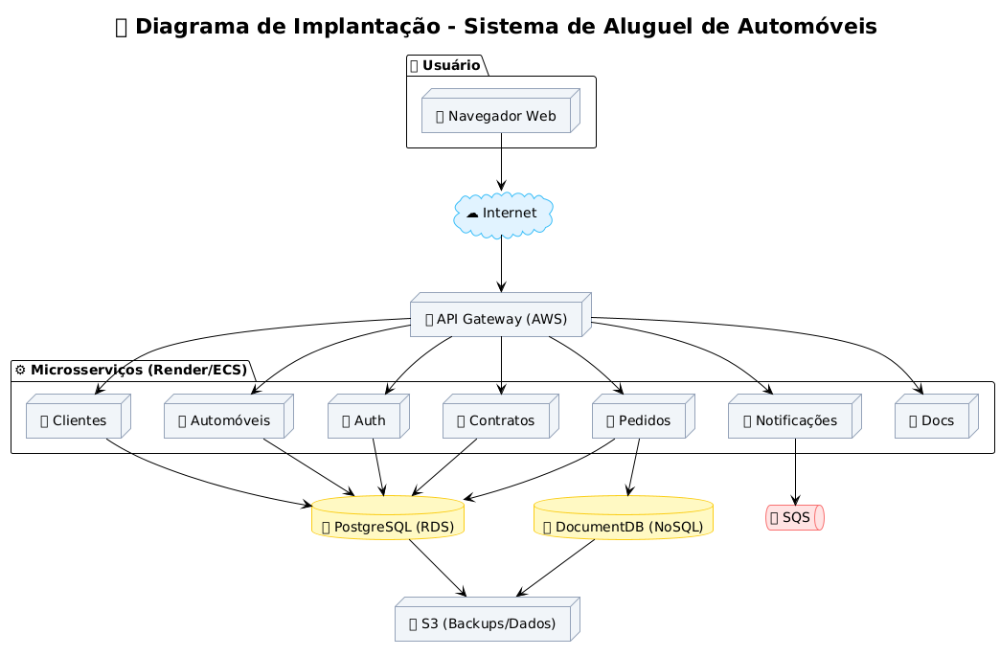 Diagrama de Implantação - Sistema de Aluguel de Automóveis
Usuário
Navegador Web
☁ Internet
API Gateway (AWS)
⚙ Microsserviços (Render/ECS)
Clientes
Automóveis
Auth
Contratos
Pedidos
Notificações
Docs
PostgreSQL (RDS)
DocumentDB (NoSQL)
SQS
S3 (Backups/Dados)